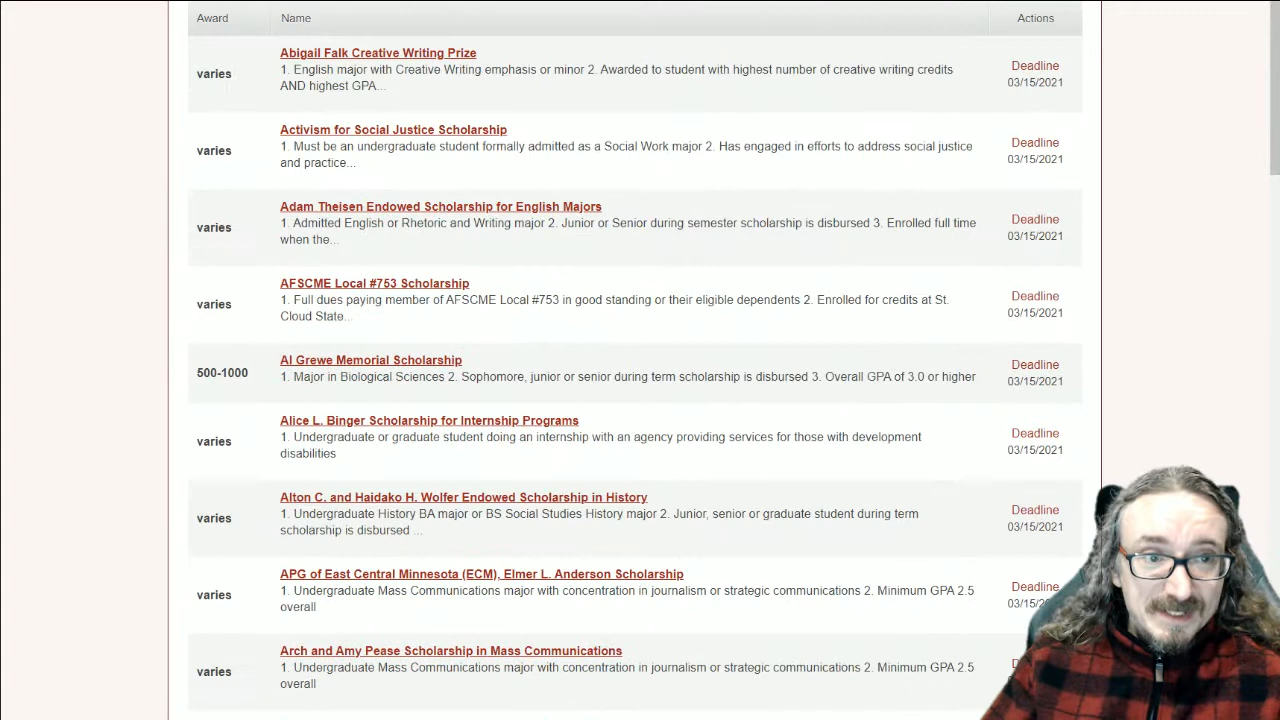 Award Name Actions
Abigail Falk Creative Writing Prize
varies
1. English major with Creative Writing emphasis or minor 2. Awarded to student with highest number of creative writing credits
AND highest GPA...
Deadline
03/15/2021
Activism for Social Justice Scholarship
varies
1. Must be an undergraduate student formally admitted as a Social Work major 2. Has engaged in efforts to address social justice
and practice...
Deadline
03/15/2021
Adam Theisen Endowed Scholarship for English Majors
varies
1. Admitted English or Rhetoric and Writing major 2. Junior or Senior during semester scholarship is disbursed 3. Enrolled full time
when the...
Deadline
03/15/2021
AFSCME Local #753 Scholarship
varies
1. Full dues paying member of AFSCME Local #753 in good standing or their eligible dependents 2. Enrolled for credits at St.
Cloud State...
Deadline
03/15/2021
Al Grewe Memorial Scholarship
500-1000
1. Major in Biological Sciences 2. Sophomore, junior or senior during term scholarship is disbursed 3. Overall GPA of 3.0 or higher
Deadline
03/15/2021
Alice L. Binger Scholarship for Internship Programs
varies
1. Undergraduate or graduate student doing an internship with an agency providing services for those with development
disabilities
Deadline
03/15/2021
Alton C. and Haidako H. Wolfer Endowed Scholarship in History
varies
1. Undergraduate History BA major or BS Social Studies History major 2. Junior, senior or graduate student during term
scholarship is disbursed ...
Deadline
03/15/2021
APG of East Central Minnesota (ECM), Elmer L. Anderson Scholarship
varies
1. Undergraduate Mass Communications major with concentration in journalism or strategic communications 2. Minimum GPA 2.5
overall
Deadline
Arch and Amy Pease Scholarship in Mass Communications
varies
1. Undergraduate Mass Communications major with concentration in journalism or strategic communications 2. Minimum GPA 2.5
overall